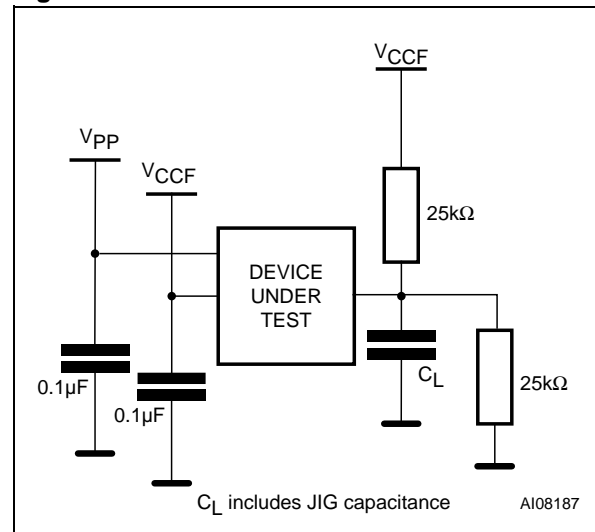 VCCF
VPP
VCCF
25kΩ
DEVICE
UNDER
TEST
CL
25kΩ
0.1µF
0.1µF
CL includes JIG capacitance
AI08187